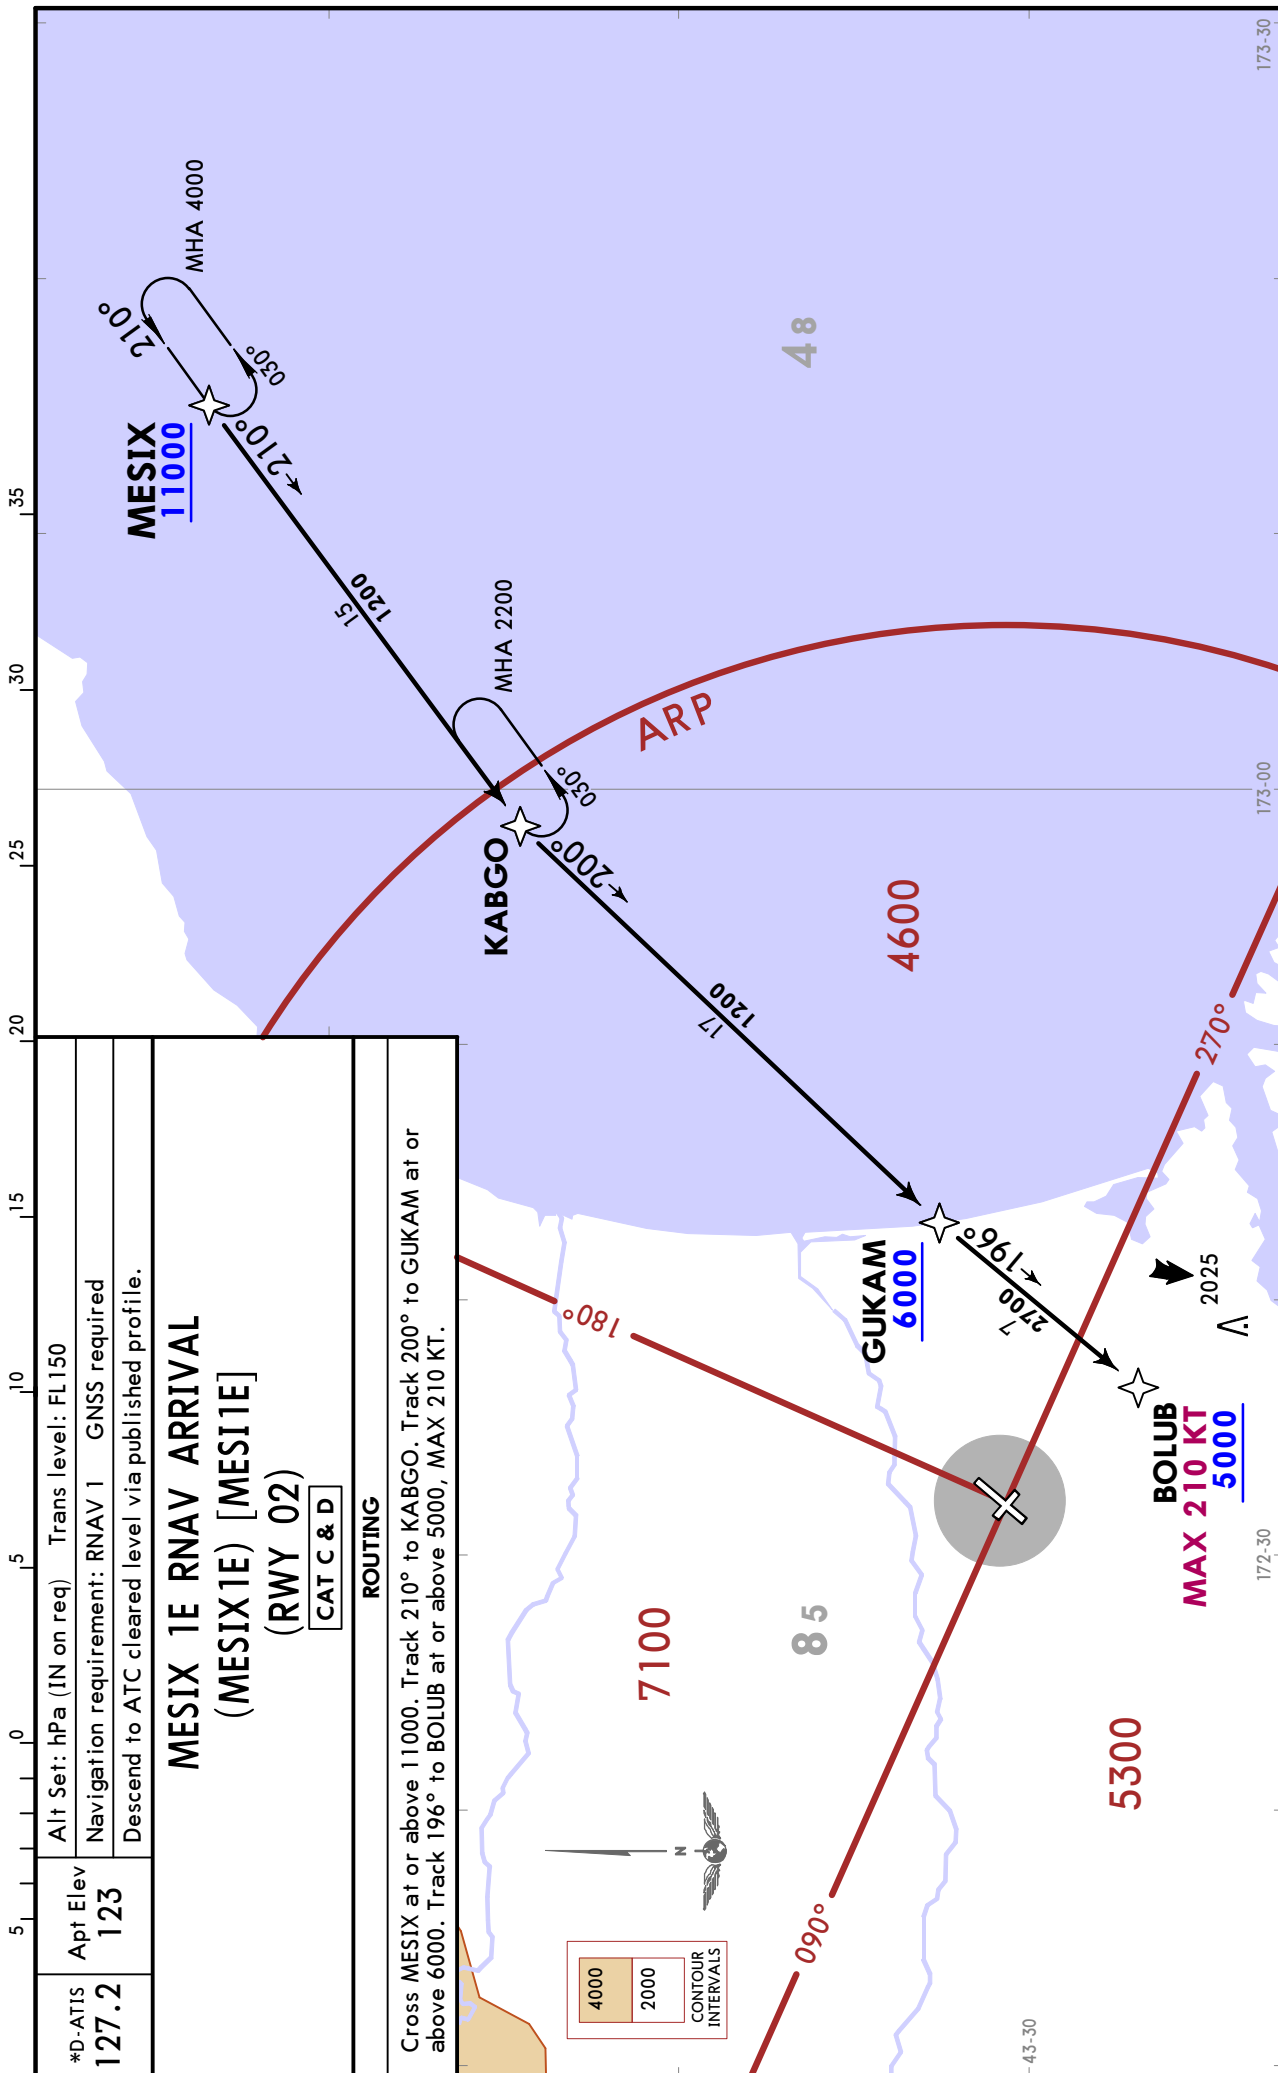 *D-ATIS
127.2
Apt Elev
123
Alt Set: hPa (IN on req) Trans level: FL150
Navigation requirement: RNAV 1 GNSS required
Descend to ATC cleared level via published profile.
MESIX 1E RNAV ARRIVAL
(MESIX1E) [MESI1E]
(RWY 02)
CAT C & D
ROUTING
Cross MESIX at or above 11000. Track 210° to KABGO. Track 200° to GUKAM at or
above 6000. Track 196° to BOLUB at or above 5000, MAX 210 KT.
5
0
5
10
15
20
25
30
35
210°
MHA 4000
030°
MESIX
11000
210°
15
1200
MHA 2200
030°
KABGO
200°
17
1200
ARP
48
4600
GUKAM
6000
196°
7
2700
BOLUB
MAX 210 KT
5000
2025
180°
270°
090°
7100
85
5300
N
4000
2000
CONTOUR
INTERVALS
43-30
172-30
173-00
173-30